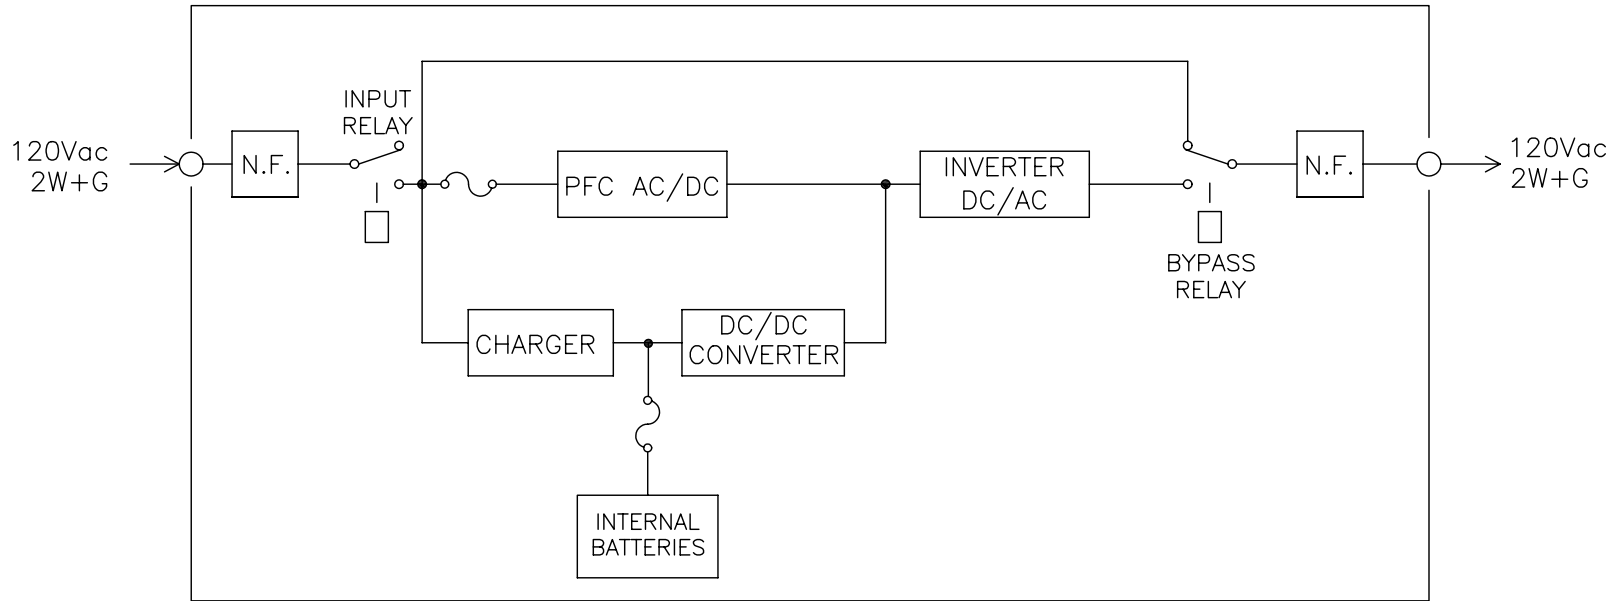 120Vac
2W+G
N.F.
INPUT
RELAY
PFC AC/DC
INVERTER
DC/AC
N.F.
120Vac
2W+G
BYPASS
RELAY
CHARGER
DC/DC
CONVERTER
INTERNAL
BATTERIES